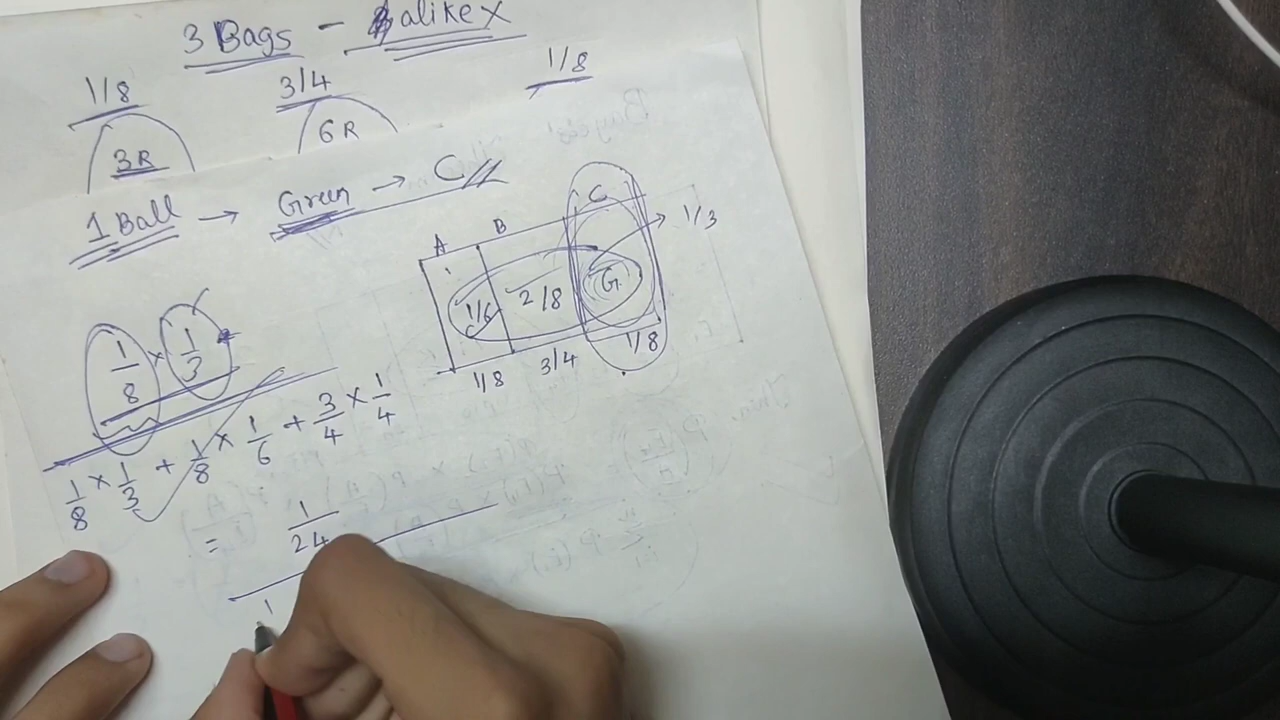 3 Bags - alike X
1/8 3/4 1/8
3R 6R
1 Ball → Green → C
A B C
1/6 2/8 G 1/3
1/8 3/4 1/8
1/8 × 1/3
1/8 × 1/3 + 1/8 × 1/6 + 3/4 × 1/4
= 1/24
1